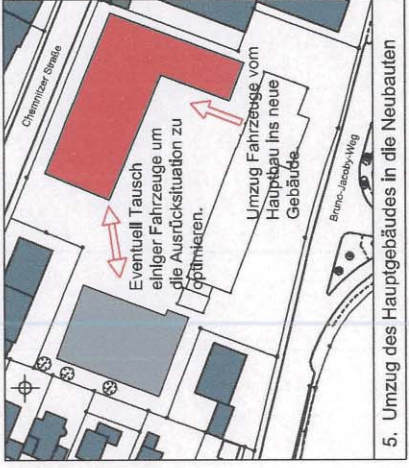 Chemnitzer Straße
Eventuell Tausch
einiger Fahrzeuge um
die Ausrücksituation zu
optimieren.
Umzug Fahrzeuge vom
Hauptbau ins neue
Gebäude.
Bruno-Jacoby-Weg
5. Umzug des Hauptgebäudes in die Neubauten